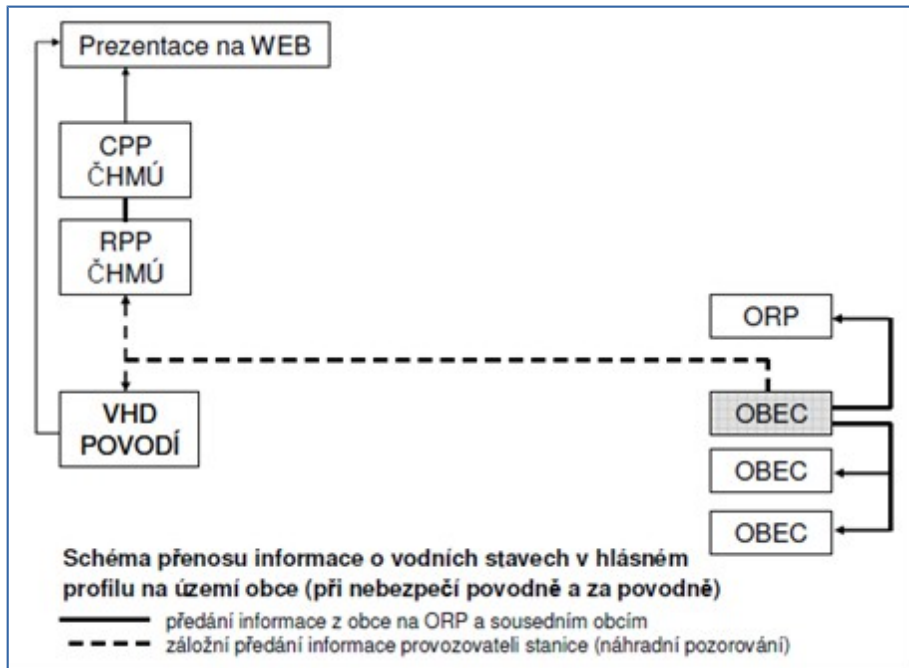 Prezentace na WEB
CPP
ČHMÚ
RPP
ČHMÚ
ORP
VHD
POVODÍ
OBEC
OBEC
OBEC
Schéma přenosu informace o vodních stavech v hlásném
profilu na území obce (při nebezpečí povodně a za povodně)
předání informace z obce na ORP a sousedním obcím
záložní předání informace provozovateli stanice (náhradní pozorování)